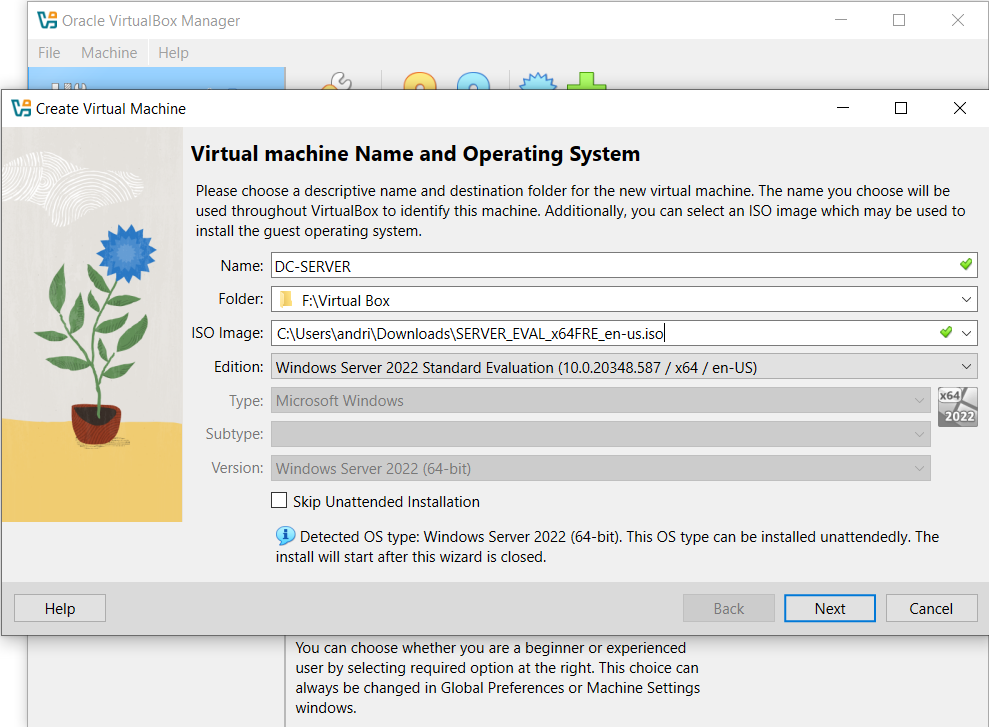 Oracle VirtualBox Manager
File Machine Help
Create Virtual Machine
Virtual machine Name and Operating System
Please choose a descriptive name and destination folder for the new virtual machine. The name you choose will be
used throughout VirtualBox to identify this machine. Additionally, you can select an ISO image which may be used to
install the guest operating system.
Name: DC-SERVER
Folder: F:\Virtual Box
ISO Image: C:\Users\andri\Downloads\SERVER_EVAL_x64FRE_en-us.iso
Edition: Windows Server 2022 Standard Evaluation (10.0.20348.587 / x64 / en-US)
Type: Microsoft Windows
x64
2022
Subtype:
Version: Windows Server 2022 (64-bit)
Skip Unattended Installation
Detected OS type: Windows Server 2022 (64-bit). This OS type can be installed unattendedly. The
install will start after this wizard is closed.
Help Back Next Cancel
You can choose whether you are a beginner or experienced
user by selecting required option at the right. This choice can
always be changed in Global Preferences or Machine Settings
windows.